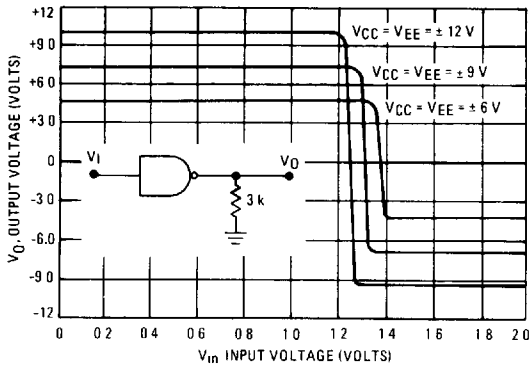 +12
+9.0
+6.0
+3.0
0
-3.0
-6.0
-9.0
-12
VO, OUTPUT VOLTAGE (VOLTS)
VCC = VEE = ± 12 V
VCC = VEE = ± 9 V
VCC = VEE = ± 6 V
VI
VO
3 k
0 0.2 0.4 0.6 0.8 1.0 1.2 1.4 1.6 1.8 2.0
Vin INPUT VOLTAGE (VOLTS)